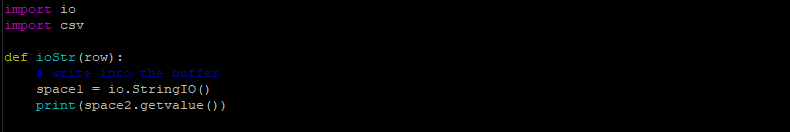 import io
import csv

def ioStr(row):
    # write into the buffer
    space1 = io.StringIO()
    print(space2.getvalue())